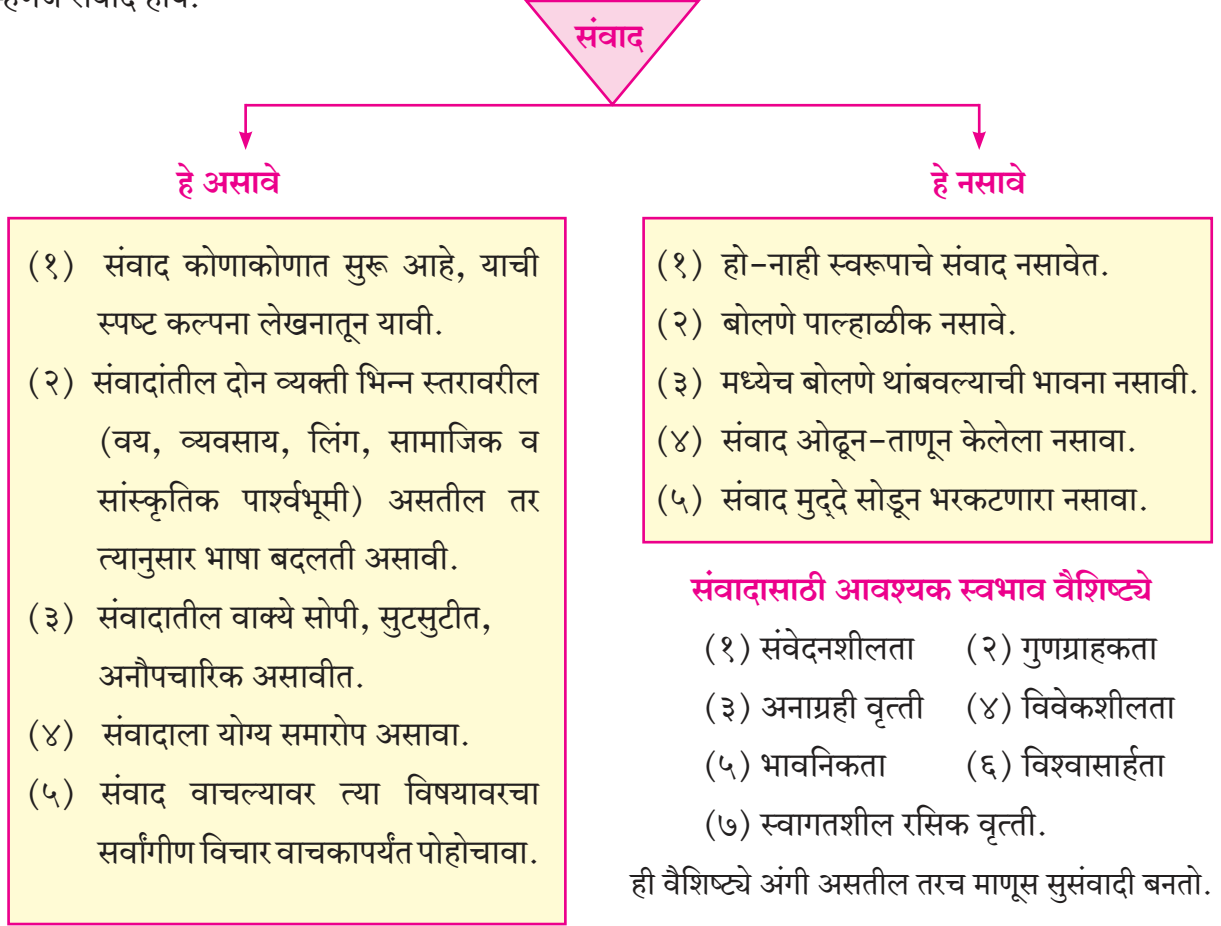 संवाद होय.
संवाद
हे असावे
(१) संवाद कोणाकोणात सुरू आहे, याची
स्पष्ट कल्पना लेखनातून यावी.
(२) संवादांतील दोन व्यक्ती भिन्न स्तरावरील
(वय, व्यवसाय, लिंग, सामाजिक व
सांस्कृतिक पार्श्वभूमी) असतील तर
त्यानुसार भाषा बदलती असावी.
(३) संवादातील वाक्ये सोपी, सुटसुटीत,
अनौपचारिक असावीत.
(४) संवादाला योग्य समारोप असावा.
(५) संवाद वाचल्यावर त्या विषयावरचा
सर्वांगीण विचार वाचकापर्यंत पोहोचावा.
हे नसावे
(१) हो-नाही स्वरूपाचे संवाद नसावेत.
(२) बोलणे पाल्हाळीक नसावे.
(३) मध्येच बोलणे थांबवल्याची भावना नसावी.
(४) संवाद ओढून-ताणून केलेला नसावा.
(५) संवाद मुद्दे सोडून भरकटणारा नसावा.
संवादासाठी आवश्यक स्वभाव वैशिष्ट्ये
(१) संवेदनशीलता (२) गुणग्राहकता
(३) अनाग्रही वृत्ती (४) विवेकशीलता
(५) भावनिकता (६) विश्वासार्हता
(७) स्वागतशील रसिक वृत्ती.
ही वैशिष्ट्ये अंगी असतील तरच माणूस सुसंवादी बनतो.